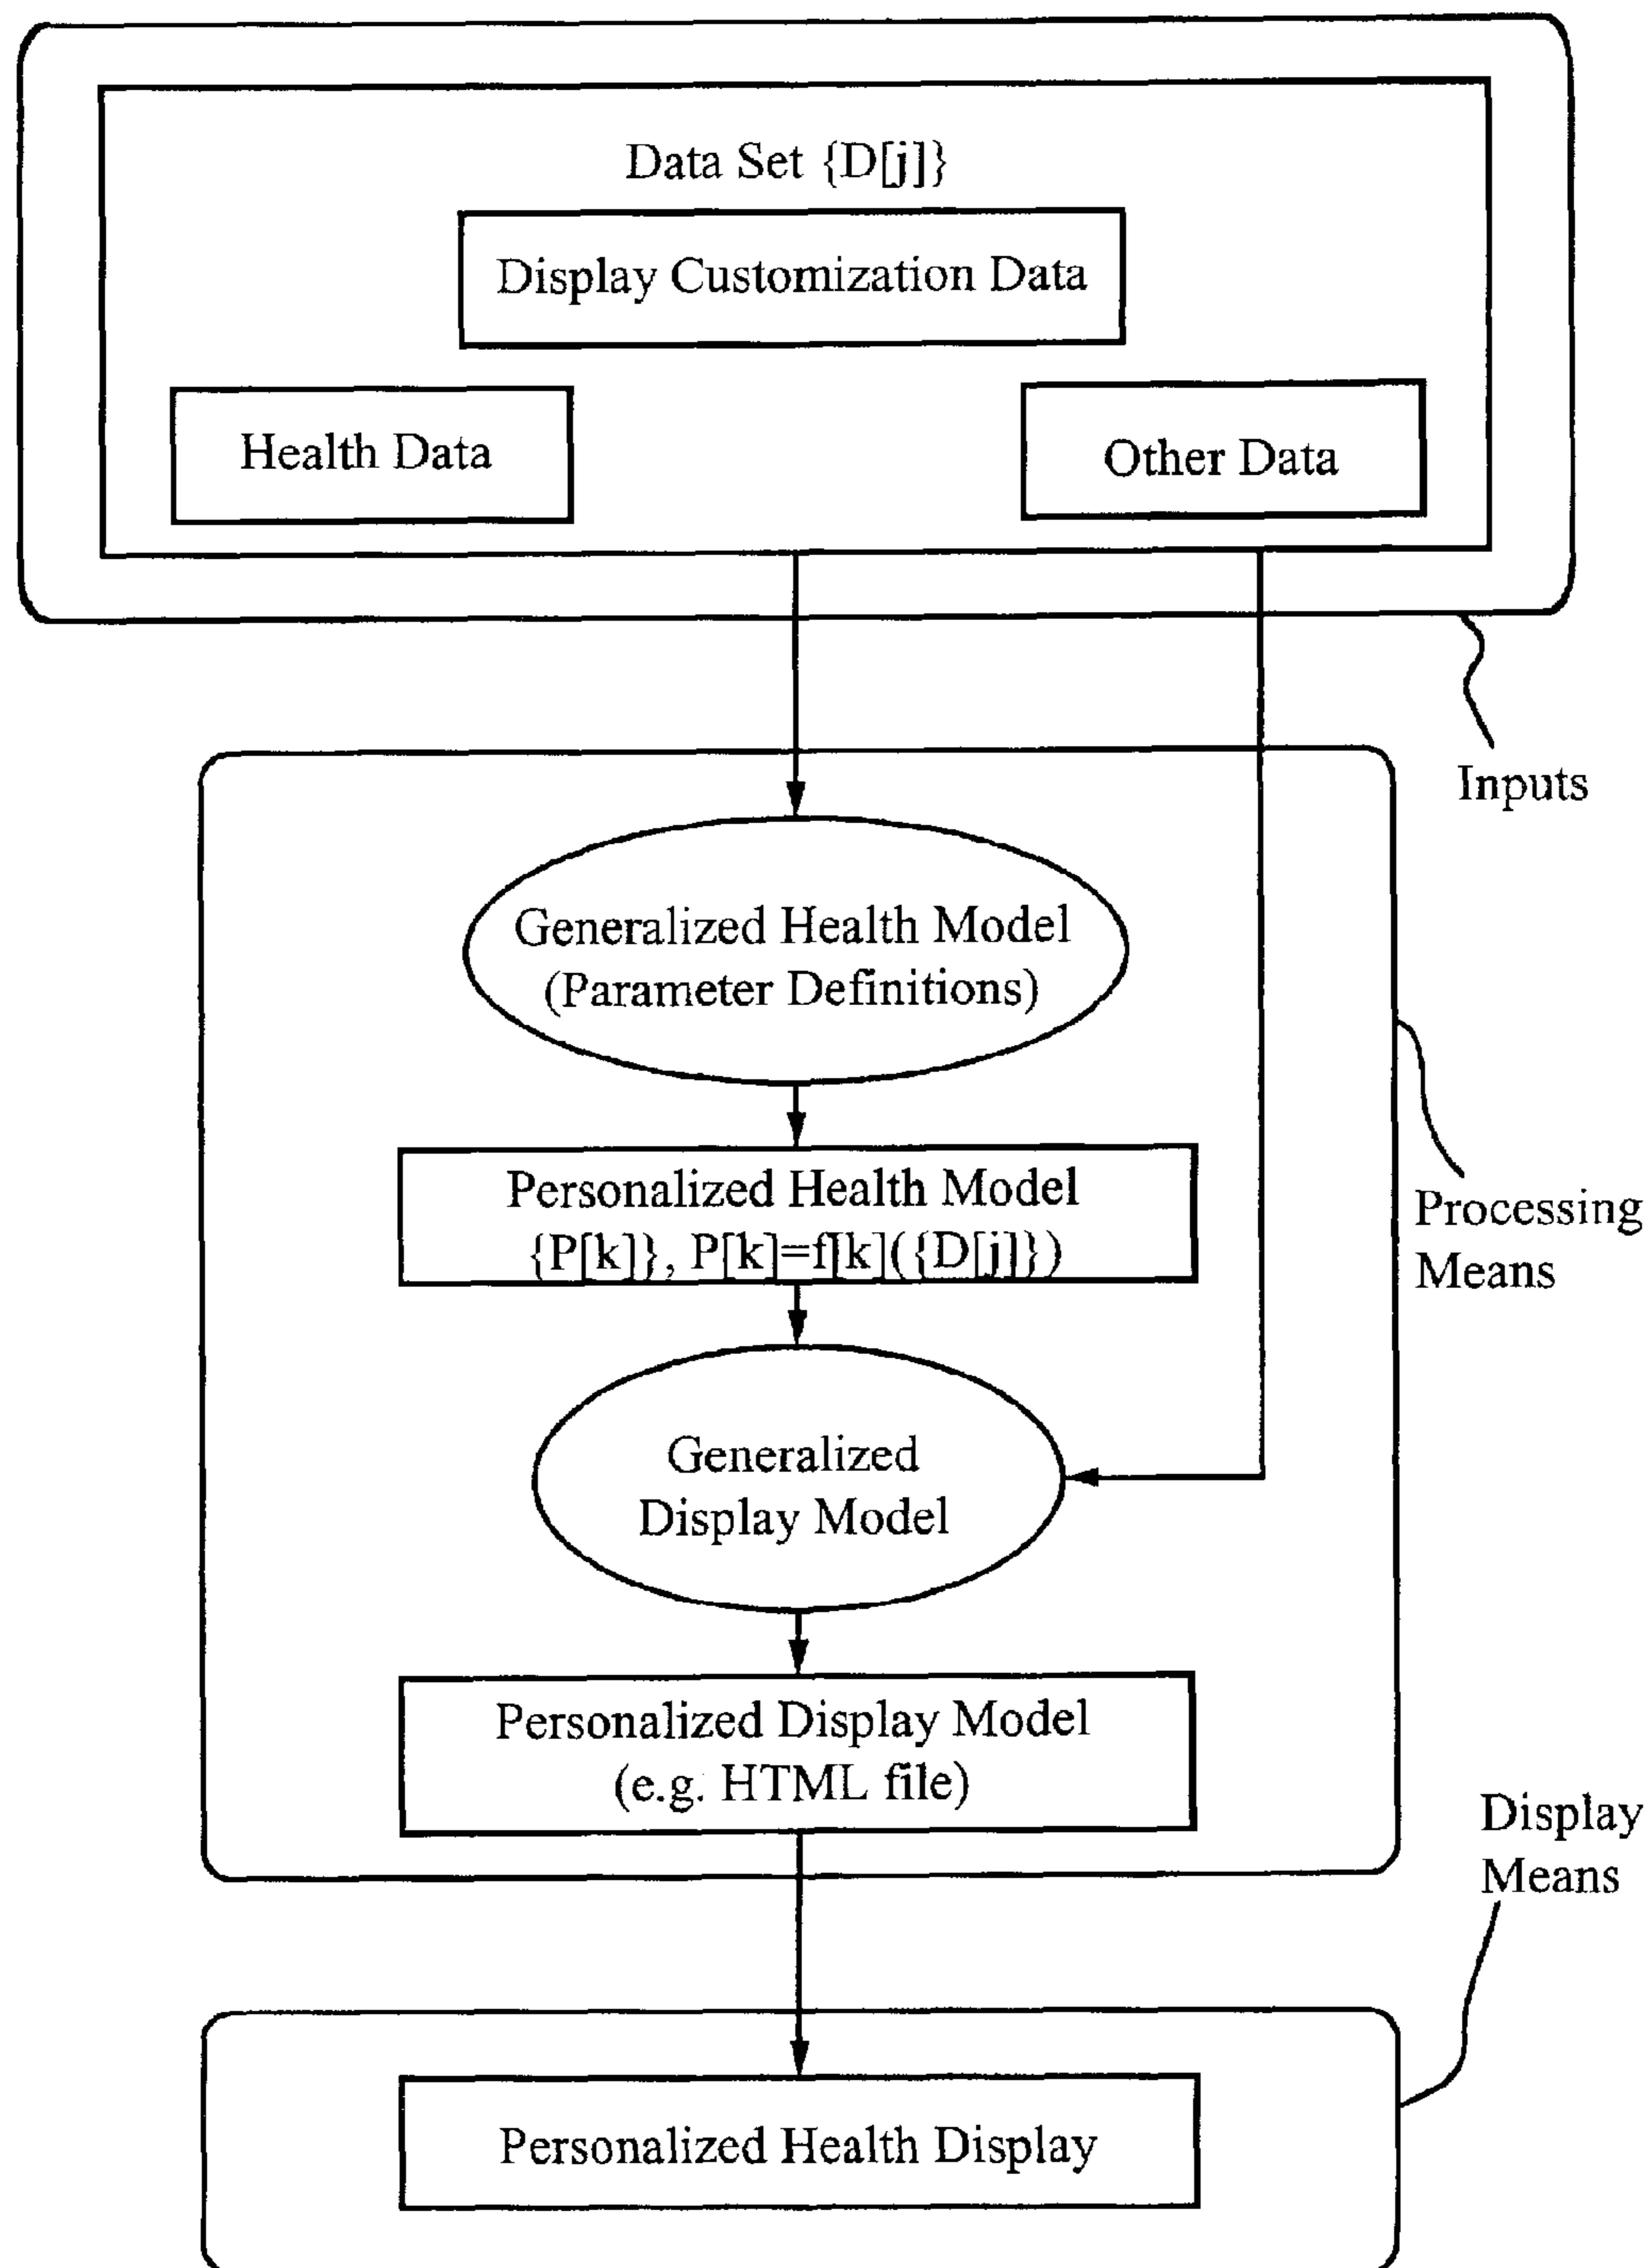 Data Set {D[j]}
Display Customization Data
Health Data
Other Data
Inputs
Generalized Health Model
(Parameter Definitions)
Personalized Health Model
{P[k]}, P[k]=f[k]({D[j]})
Processing
Means
Generalized
Display Model
Personalized Display Model
(e.g. HTML file)
Display
Means
Personalized Health Display